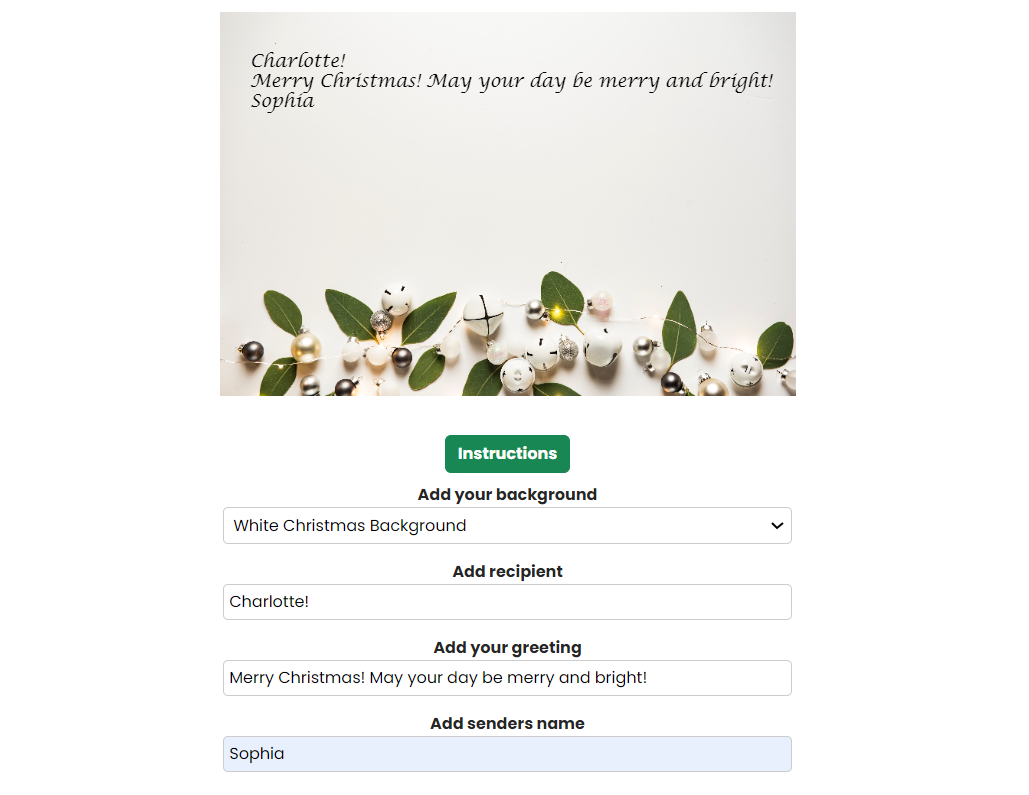 Charlotte!
Merry Christmas! May your day be merry and bright!
Sophia
Instructions
Add your background
White Christmas Background
Add recipient
Charlotte!
Add your greeting
Merry Christmas! May your day be merry and bright!
Add senders name
Sophia